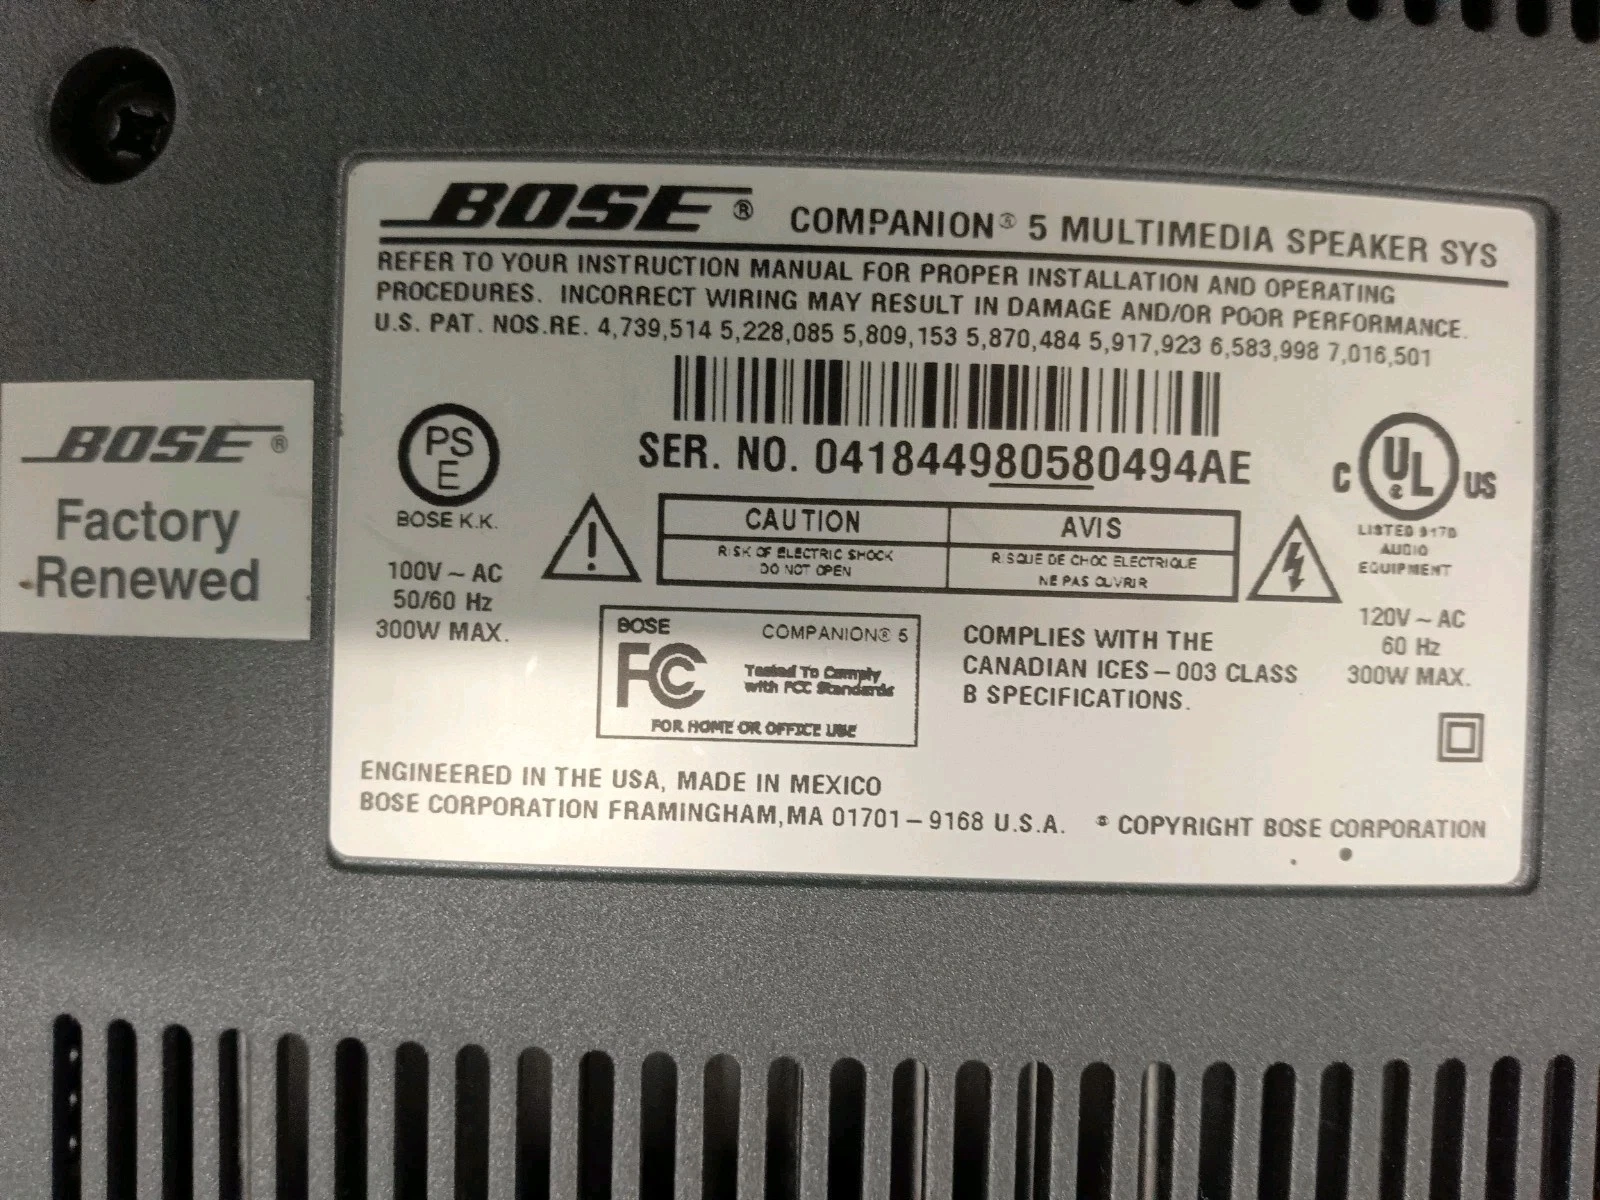 BOSE® COMPANION® 5 MULTIMEDIA SPEAKER SYS
REFER TO YOUR INSTRUCTION MANUAL FOR PROPER INSTALLATION AND OPERATING
PROCEDURES. INCORRECT WIRING MAY RESULT IN DAMAGE AND/OR POOR PERFORMANCE.
U.S. PAT. NOS.RE. 4,739,514 5,228,085 5,809,153 5,870,484 5,917,923 6,583,998 7,016,501
BOSE®
Factory
Renewed
PS
E
BOSE K.K.
100V ~ AC
50/60 Hz
300W MAX.
SER. NO. 041844980580494AE
CAUTION
RISK OF ELECTRIC SHOCK
DO NOT OPEN
AVIS
RISQUE DE CHOC ELECTRIQUE
NE PAS OUVRIR
C UL® US
LISTED 917D
AUDIO
EQUIPMENT
120V ~ AC
60 Hz
300W MAX.
BOSE COMPANION® 5
FC
Tested To Comply
with FCC Standards
FOR HOME OR OFFICE USE
COMPLIES WITH THE
CANADIAN ICES – 003 CLASS
B SPECIFICATIONS.
ENGINEERED IN THE USA, MADE IN MEXICO
BOSE CORPORATION FRAMINGHAM,MA 01701 – 9168 U.S.A. © COPYRIGHT BOSE CORPORATION